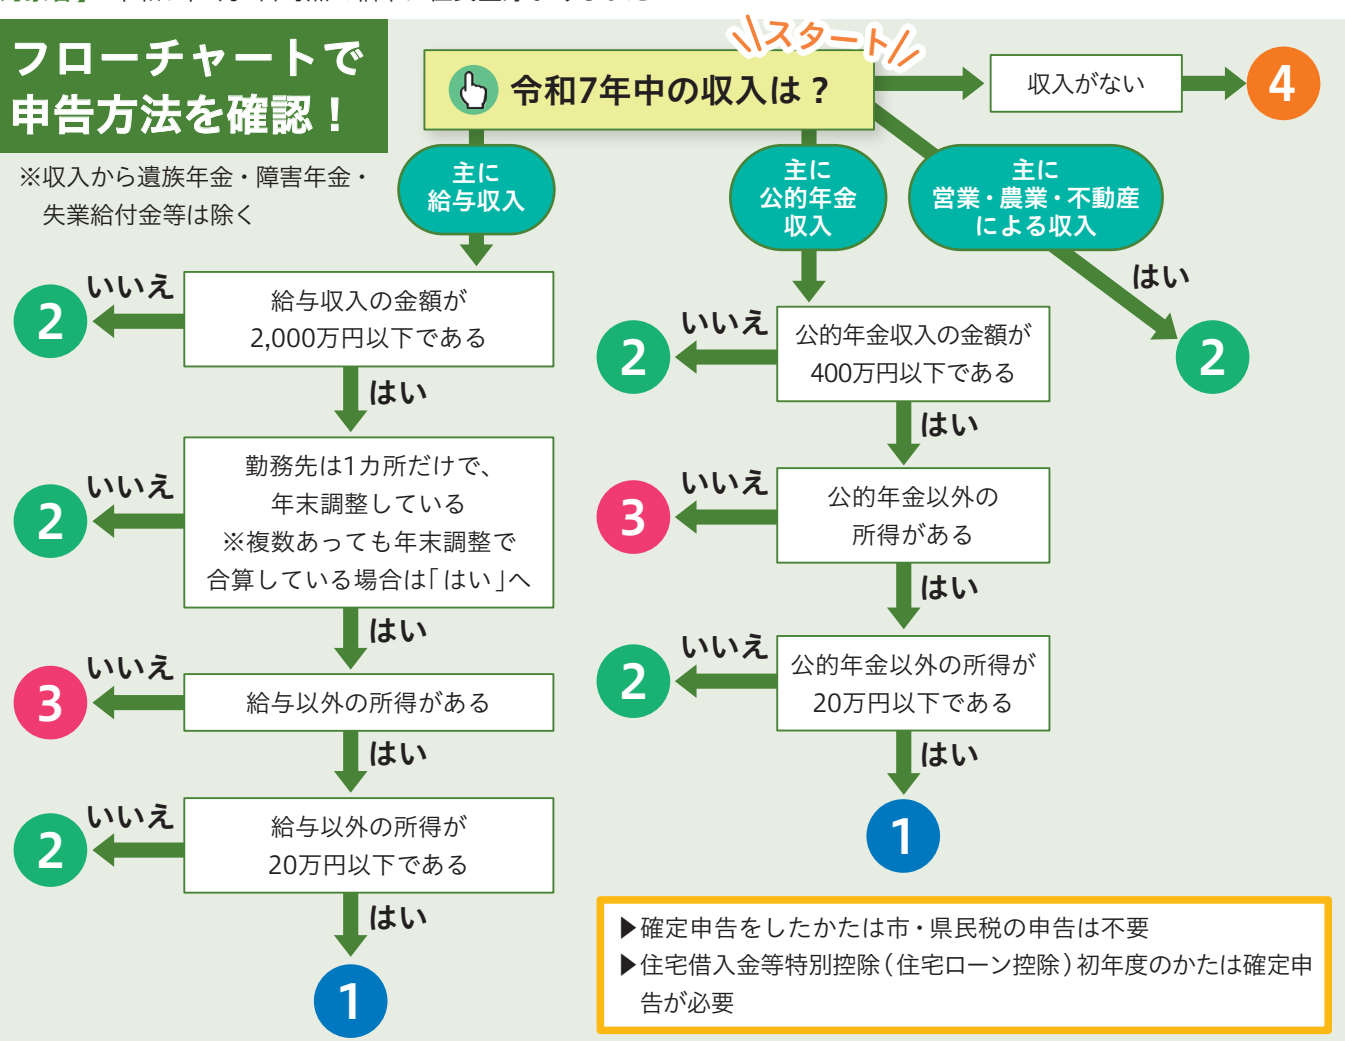 フローチャートで
申告方法を確認！
※収入から遺族年金・障害年金・
失業給付金等は除く
スタート
令和7年中の収入は？
収入がない
4
主に
給与収入
主に
公的年金
収入
主に
営業・農業・不動産
による収入
はい
2
いいえ
2
給与収入の金額が
2,000万円以下である
はい
いいえ
2
勤務先は1カ所だけで、
年末調整している
※複数あっても年末調整で
合算している場合は「はい」へ
はい
いいえ
3
給与以外の所得がある
はい
いいえ
2
給与以外の所得が
20万円以下である
はい
1
いいえ
2
公的年金収入の金額が
400万円以下である
はい
いいえ
3
公的年金以外の
所得がある
はい
いいえ
2
公的年金以外の所得が
20万円以下である
はい
1
▶確定申告をしたかたは市・県民税の申告は不要
▶住宅借入金等特別控除（住宅ローン控除）初年度のかたは確定申
告が必要